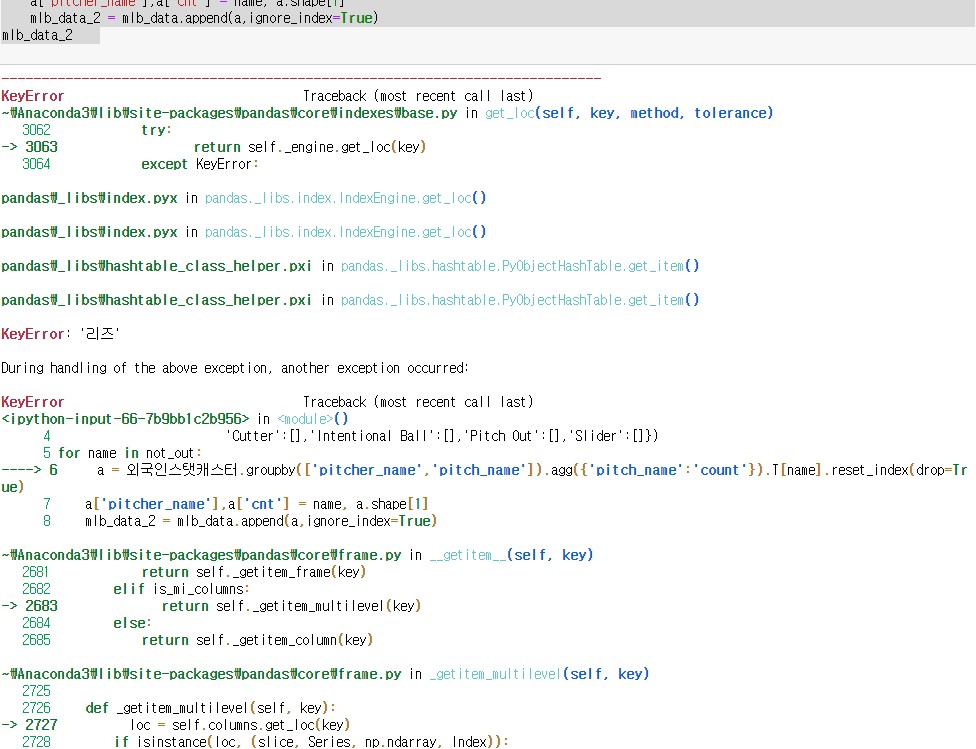 a['pitcher_name'],a['cnt'] = name, a.shape[1]
mlb_data_2 = mlb_data.append(a,ignore_index=True)
mlb_data_2
---------------------------------------------------------------------------
KeyError Traceback (most recent call last)
~₩Anaconda3₩lib₩site-packages₩pandas₩core₩indexes₩base.py in get_loc(self, key, method, tolerance)
3062 try:
-> 3063 return self._engine.get_loc(key)
3064 except KeyError:
pandas₩_libs₩index.pyx in pandas._libs.index.IndexEngine.get_loc()
pandas₩_libs₩index.pyx in pandas._libs.index.IndexEngine.get_loc()
pandas₩_libs₩hashtable_class_helper.pxi in pandas._libs.hashtable.PyObjectHashTable.get_item()
pandas₩_libs₩hashtable_class_helper.pxi in pandas._libs.hashtable.PyObjectHashTable.get_item()
KeyError: '리즈'
During handling of the above exception, another exception occurred:
KeyError Traceback (most recent call last)
<ipython-input-66-7b9bb1c2b956> in <module>()
4 'Cutter':[],'Intentional Ball':[],'Pitch Out':[],'Slider':[]})
5 for name in not_out:
----> 6 a = 외국인스탯캐스터.groupby(['pitcher_name','pitch_name']).agg({'pitch_name':'count'}).T[name].reset_index(drop=Tr
ue)
7 a['pitcher_name'],a['cnt'] = name, a.shape[1]
8 mlb_data_2 = mlb_data.append(a,ignore_index=True)
~₩Anaconda3₩lib₩site-packages₩pandas₩core₩frame.py in __getitem__(self, key)
2681 return self._getitem_frame(key)
2682 elif is_mi_columns:
-> 2683 return self._getitem_multilevel(key)
2684 else:
2685 return self._getitem_column(key)
~₩Anaconda3₩lib₩site-packages₩pandas₩core₩frame.py in _getitem_multilevel(self, key)
2725
2726 def _getitem_multilevel(self, key):
-> 2727 loc = self.columns.get_loc(key)
2728 if isinstance(loc, (slice, Series, np.ndarray, Index)):